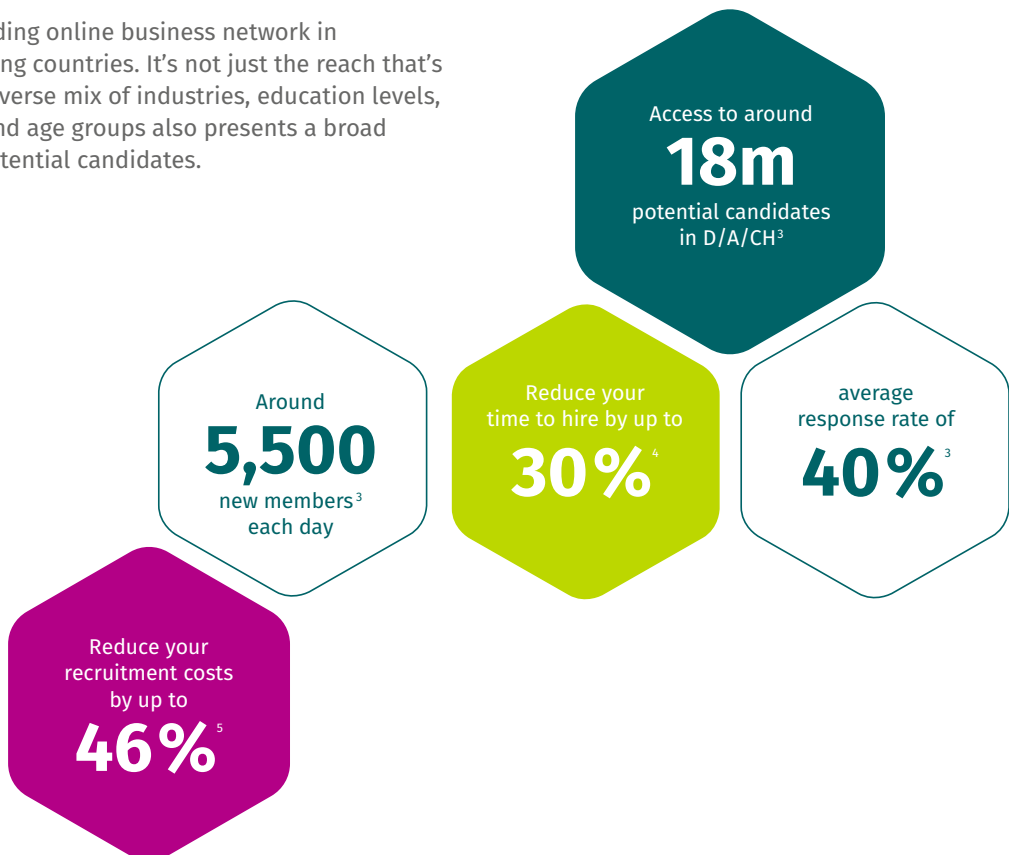 ding online business network in
ng countries. It's not just the reach that's
verse mix of industries, education levels,
nd age groups also presents a broad
tential candidates.
Access to around
18m
potential candidates
in D/A/CH³
Around
5,500
new members³
each day
Reduce your
time to hire by up to
30%⁴
average
response rate of
40%³
Reduce your
recruitment costs
by up to
46%⁵